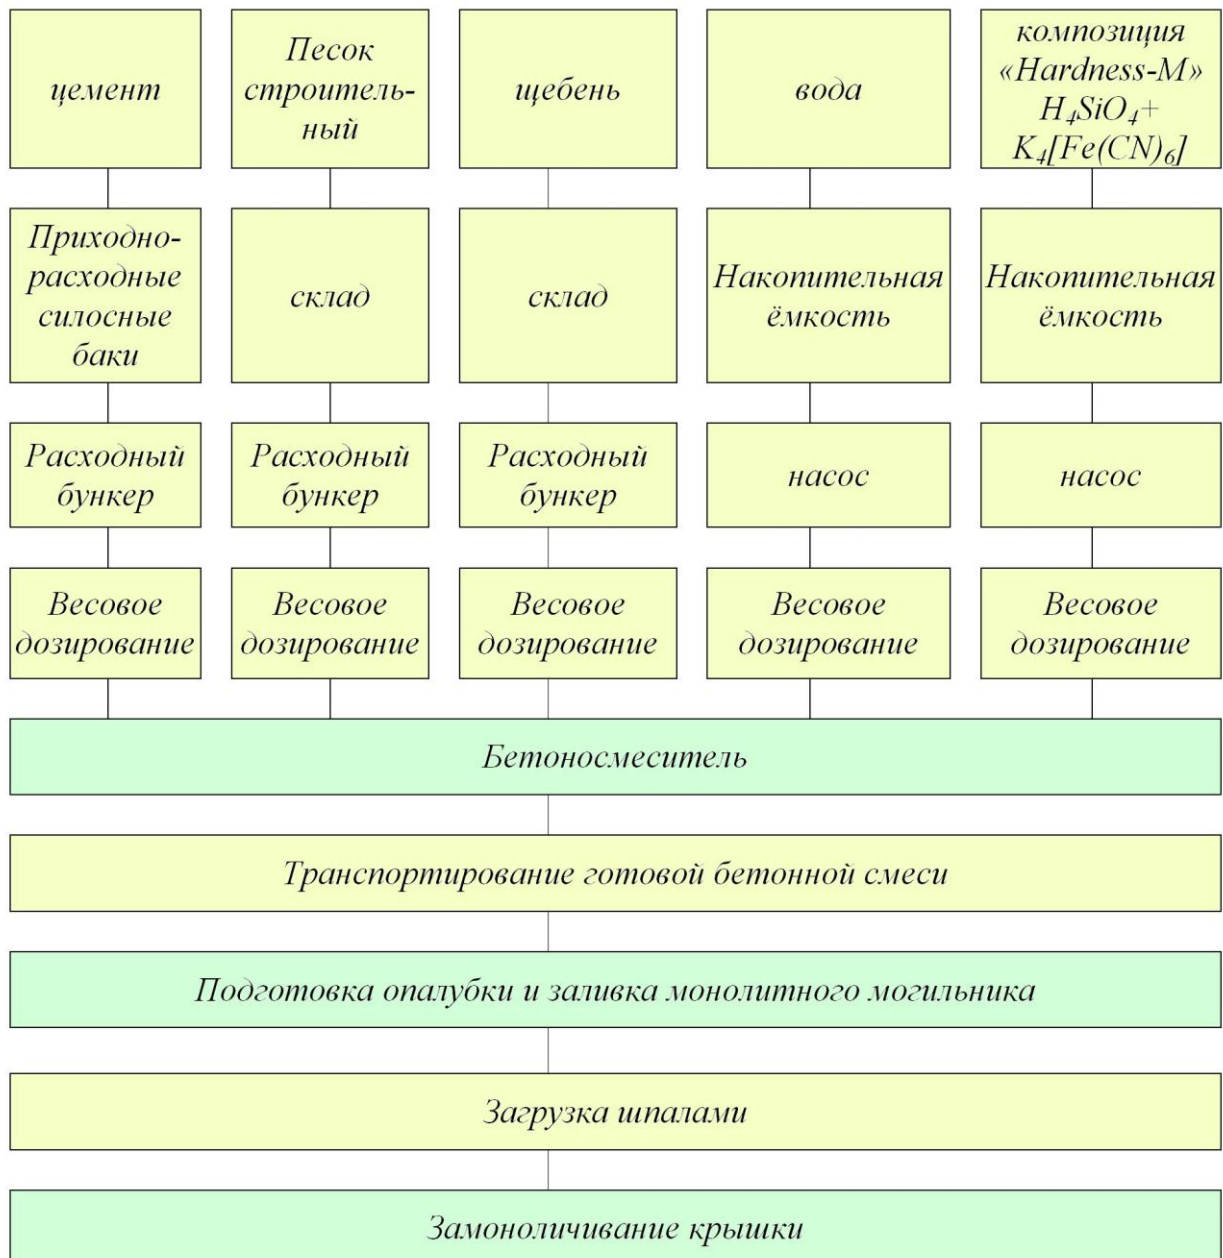 цемент
Песок
строитель-
ный
щебень
вода
композиция
«Hardness-M»
H₄SiO₄+
K₄[Fe(CN)₆]
Приходно-
расходные
силосные
баки
склад
склад
Накопительная
ёмкость
Накопительная
ёмкость
Расходный
бункер
Расходный
бункер
Расходный
бункер
насос
насос
Весовое
дозирование
Весовое
дозирование
Весовое
дозирование
Весовое
дозирование
Весовое
дозирование
Бетоносмеситель
Транспортирование готовой бетонной смеси
Подготовка опалубки и заливка монолитного могильника
Загрузка шпалами
Замоноличивание крышки